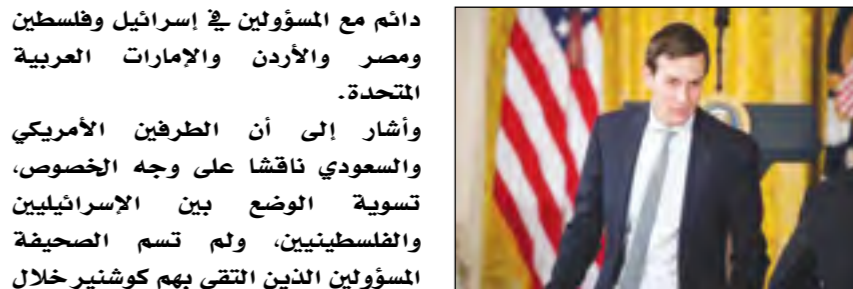 دائم مع المسؤولين في إسرائيل وفلسطين
ومصر والأردن والإمارات العربية
المتحدة.
وأشار إلى أن الطرفين الأمريكي
والسعودي ناقشا على وجه الخصوص،
تسوية الوضع بين الإسرائيليين
والفلسطينيين، ولم تسم الصحيفة
المسؤولين الذين التقى بهم كوشنير خلال